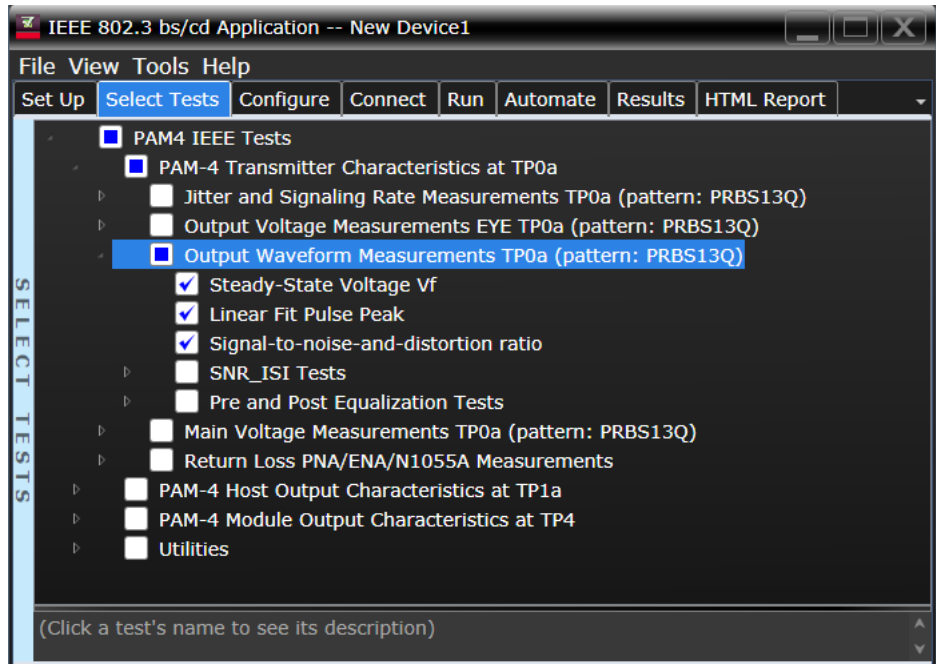 IEEE 802.3 bs/cd Application -- New Device1
File View Tools Help
Set Up Select Tests Configure Connect Run Automate Results HTML Report
SELECT TESTS
PAM4 IEEE Tests
PAM-4 Transmitter Characteristics at TP0a
Jitter and Signaling Rate Measurements TP0a (pattern: PRBS13Q)
Output Voltage Measurements EYE TP0a (pattern: PRBS13Q)
Output Waveform Measurements TP0a (pattern: PRBS13Q)
Steady-State Voltage Vf
Linear Fit Pulse Peak
Signal-to-noise-and-distortion ratio
SNR_ISI Tests
Pre and Post Equalization Tests
Main Voltage Measurements TP0a (pattern: PRBS13Q)
Return Loss PNA/ENA/N1055A Measurements
PAM-4 Host Output Characteristics at TP1a
PAM-4 Module Output Characteristics at TP4
Utilities
(Click a test's name to see its description)